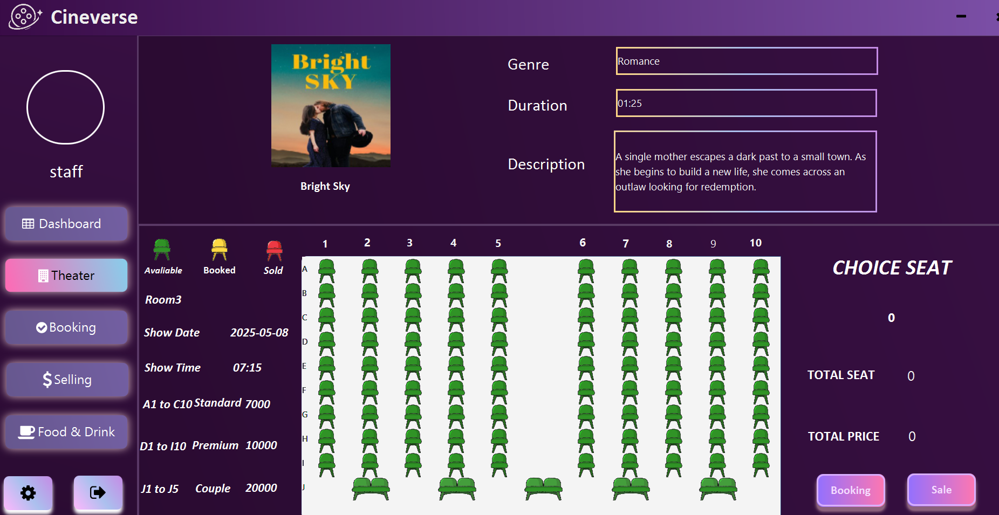 Cineverse
staff
Dashboard
Theater
Booking
Selling
Food & Drink
Bright
SKY
Bright Sky
Genre
Romance
Duration
01:25
Description
A single mother escapes a dark past to a small town. As
she begins to build a new life, she comes across an
outlaw looking for redemption.
Avaliable
Booked
Sold
Room3
Show Date 2025-05-08
Show Time 07:15
A1 to C10 Standard 7000
D1 to I10 Premium 10000
J1 to J5 Couple 20000
1 2 3 4 5 6 7 8 9 10
A
B
C
D
E
F
G
H
I
J
CHOICE SEAT
0
TOTAL SEAT 0
TOTAL PRICE 0
Booking
Sale